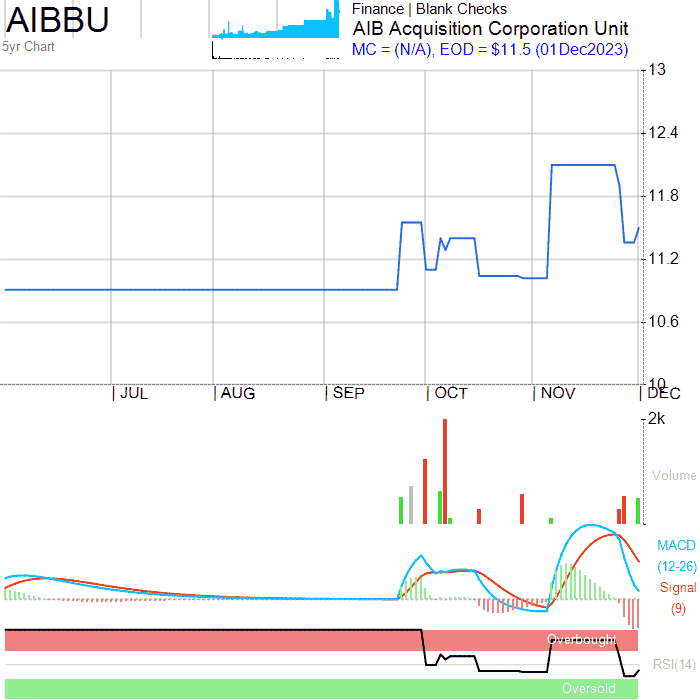 AIBBU
5yr Chart
Finance | Blank Checks
AIB Acquisition Corporation Unit
MC = (N/A), EOD = $11.5 (01Dec2023)
13
12.4
11.8
11.2
10.6
10
| JUL | AUG | SEP | OCT | NOV | DEC
2k
Volume
MACD
(12-26)
Signal
(9)
Overbought
RSI(14)
Oversold